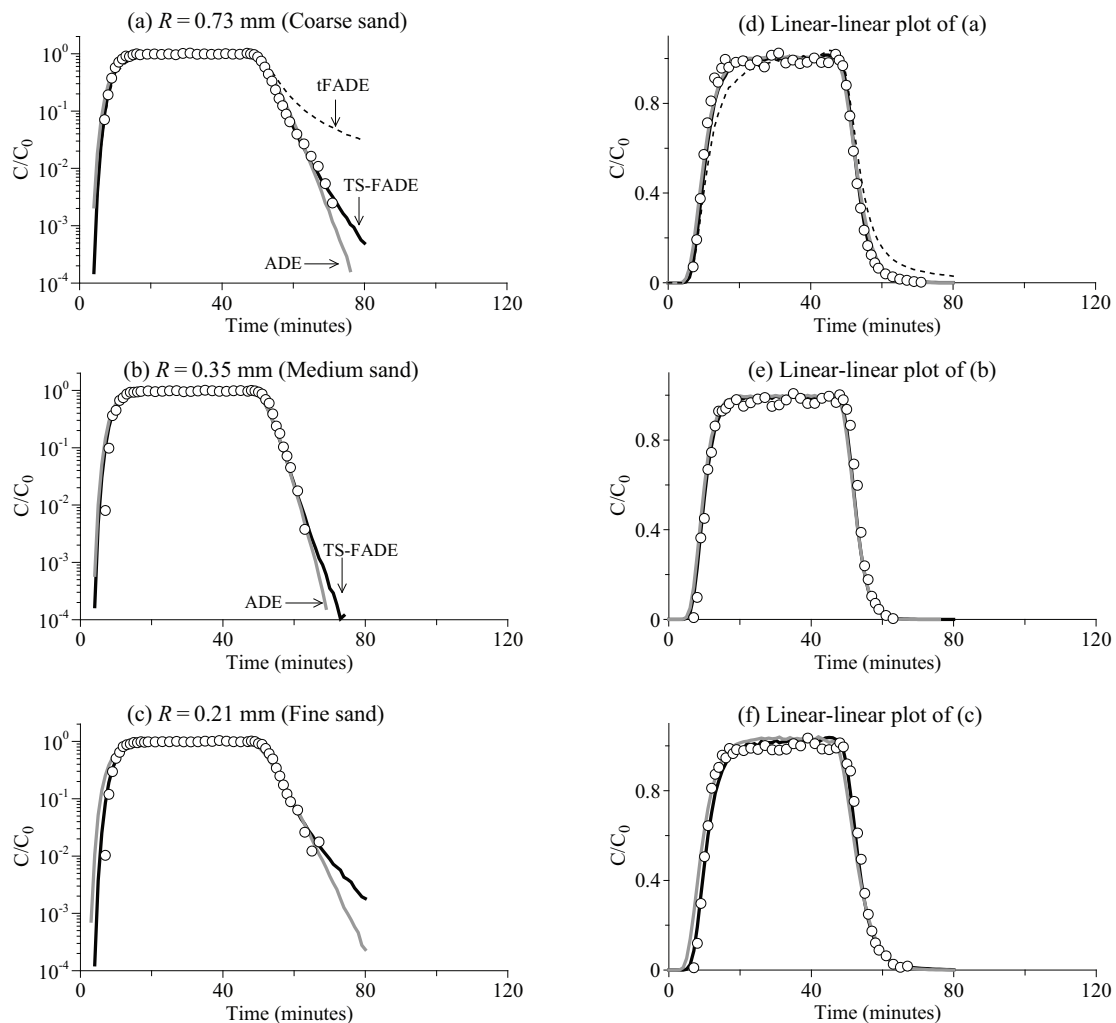 (a) R = 0.73 mm (Coarse sand)
10^0
10^-1
10^-2
10^-3
10^-4
C/C_0
tFADE
TS-FADE
ADE
0 40 80 120
Time (minutes)
(d) Linear-linear plot of (a)
0.8
0.4
0
C/C_0
0 40 80 120
Time (minutes)
(b) R = 0.35 mm (Medium sand)
10^0
10^-1
10^-2
10^-3
10^-4
C/C_0
TS-FADE
ADE
0 40 80 120
Time (minutes)
(e) Linear-linear plot of (b)
0.8
0.4
0
C/C_0
0 40 80 120
Time (minutes)
(c) R = 0.21 mm (Fine sand)
10^0
10^-1
10^-2
10^-3
10^-4
C/C_0
0 40 80 120
Time (minutes)
(f) Linear-linear plot of (c)
0.8
0.4
0
C/C_0
0 40 80 120
Time (minutes)